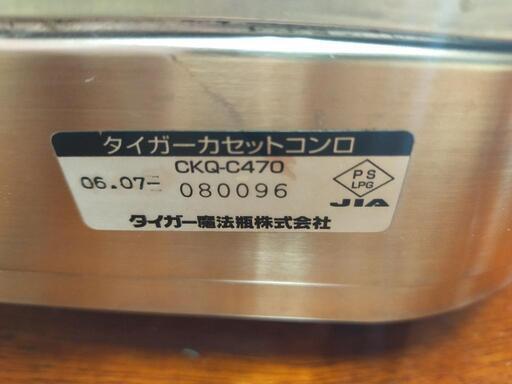 タイガーカセットコンロ
CKQ-C470
06.07-
080096
PS
LPG
JIA
タイガー魔法瓶株式会社